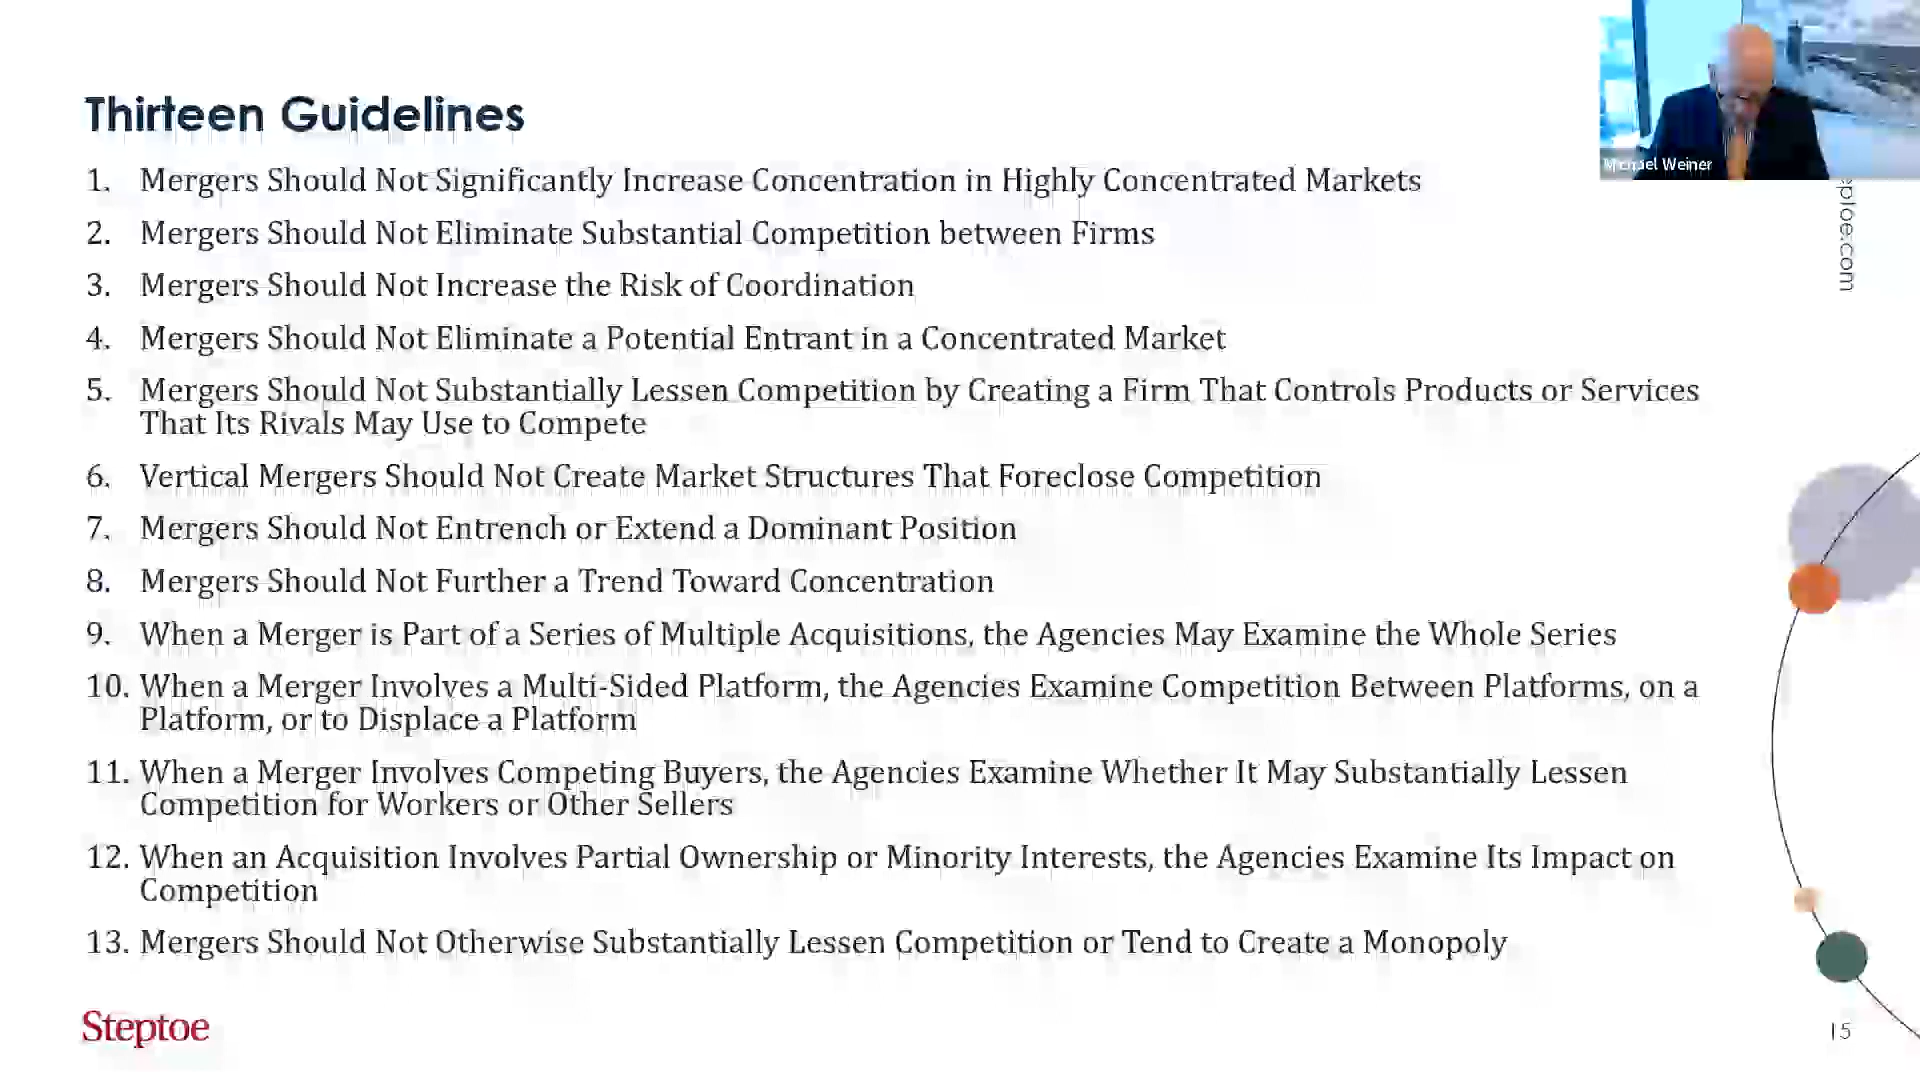 Thirteen Guidelines
1. Mergers Should Not Significantly Increase Concentration in Highly Concentrated Markets
2. Mergers Should Not Eliminate Substantial Competition between Firms
3. Mergers Should Not Increase the Risk of Coordination
4. Mergers Should Not Eliminate a Potential Entrant in a Concentrated Market
5. Mergers Should Not Substantially Lessen Competition by Creating a Firm That Controls Products or Services
That Its Rivals May Use to Compete
6. Vertical Mergers Should Not Create Market Structures That Foreclose Competition
7. Mergers Should Not Entrench or Extend a Dominant Position
8. Mergers Should Not Further a Trend Toward Concentration
9. When a Merger is Part of a Series of Multiple Acquisitions, the Agencies May Examine the Whole Series
10. When a Merger Involves a Multi-Sided Platform, the Agencies Examine Competition Between Platforms, on a
Platform, or to Displace a Platform
11. When a Merger Involves Competing Buyers, the Agencies Examine Whether It May Substantially Lessen
Competition for Workers or Other Sellers
12. When an Acquisition Involves Partial Ownership or Minority Interests, the Agencies Examine Its Impact on
Competition
13. Mergers Should Not Otherwise Substantially Lessen Competition or Tend to Create a Monopoly
Michael Weiner
eptoe.com
Steptoe
15